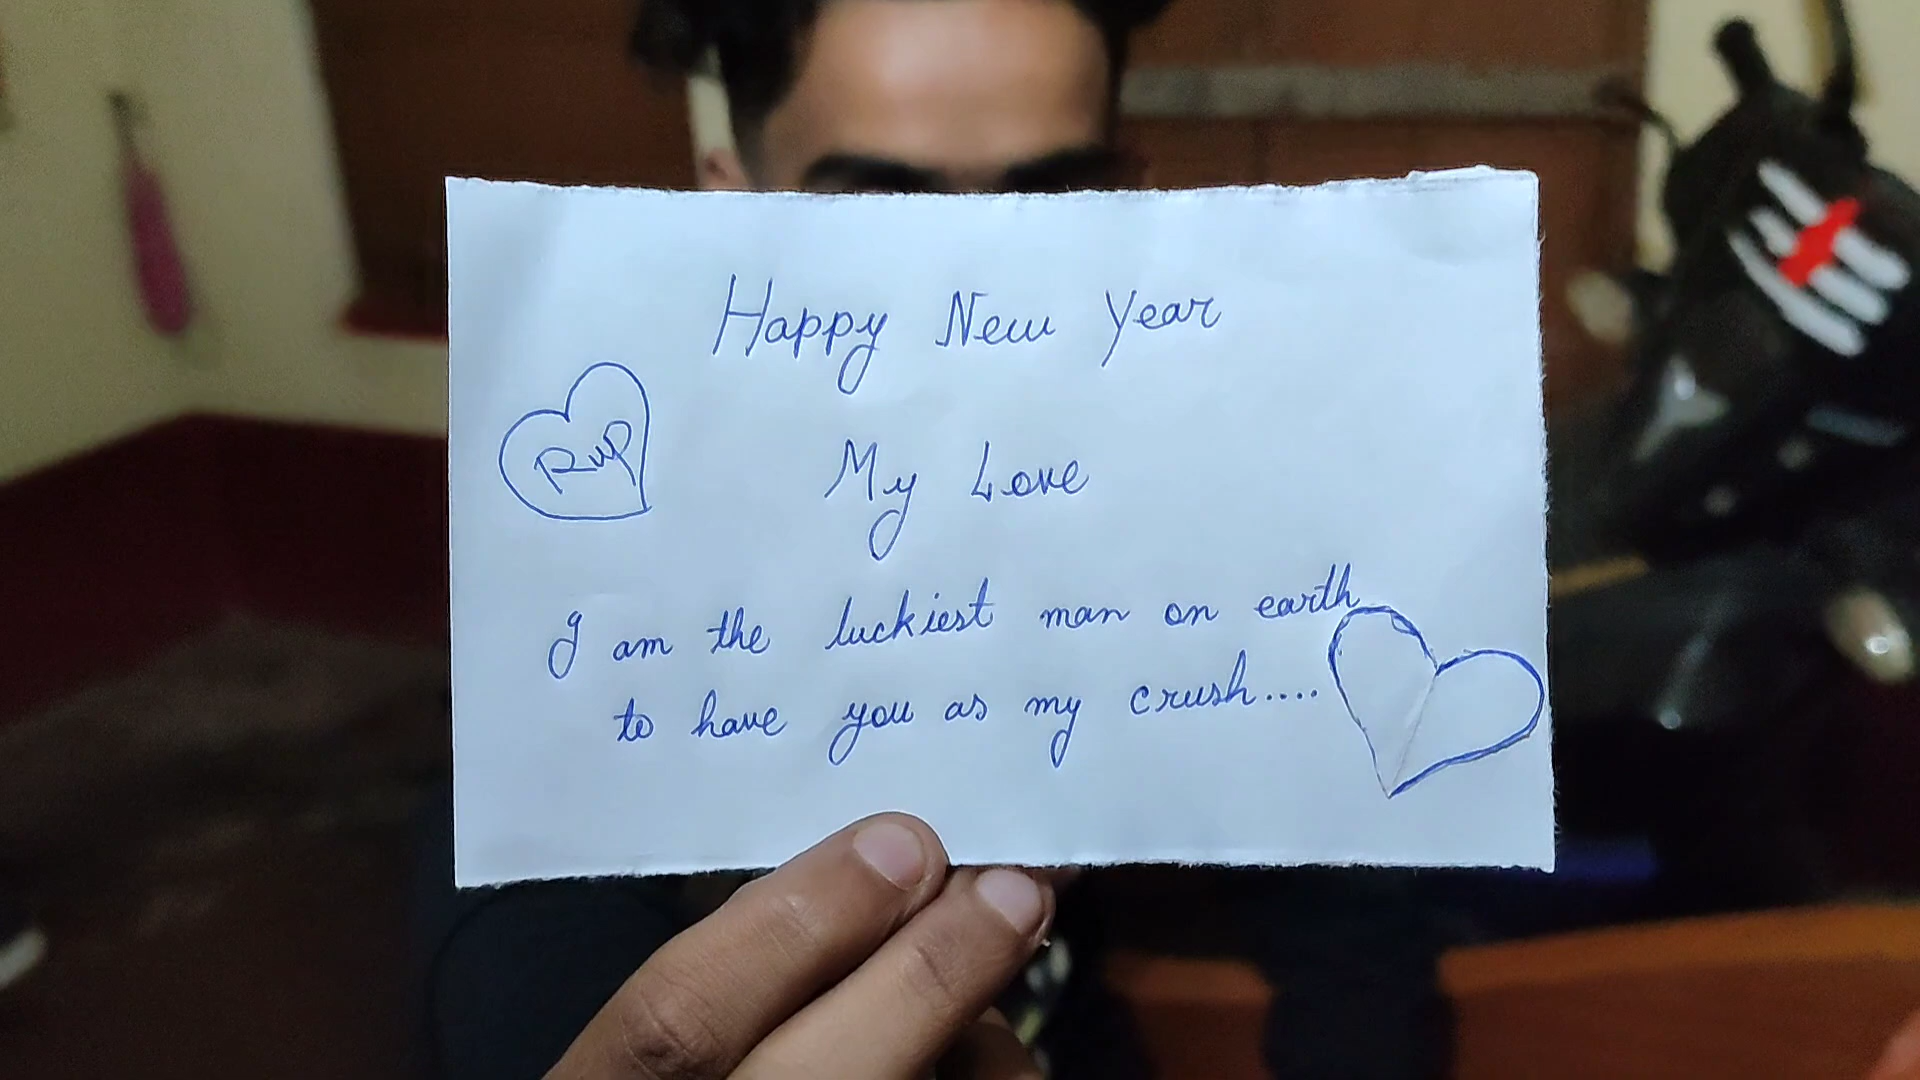 Happy New Year
Rup
My Love
I am the luckiest man on earth
to have you as my crush....